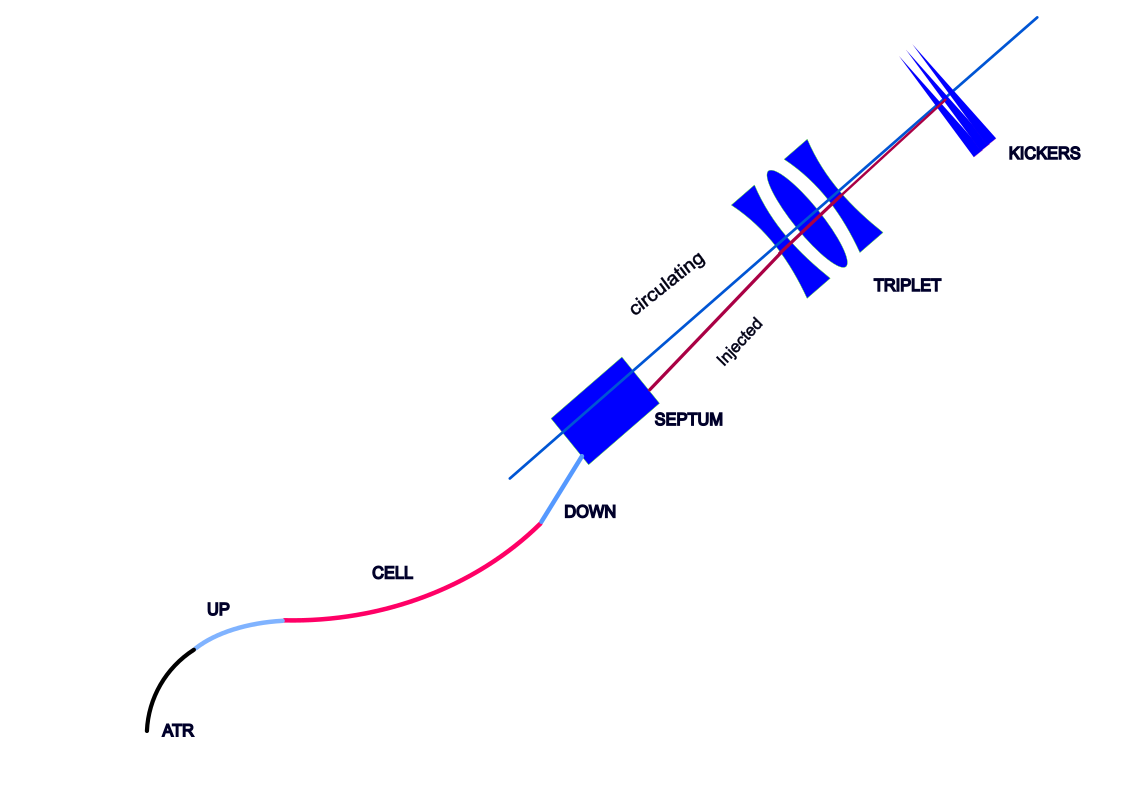 KICKERS
TRIPLET
circulating
Injected
SEPTUM
DOWN
CELL
UP
ATR